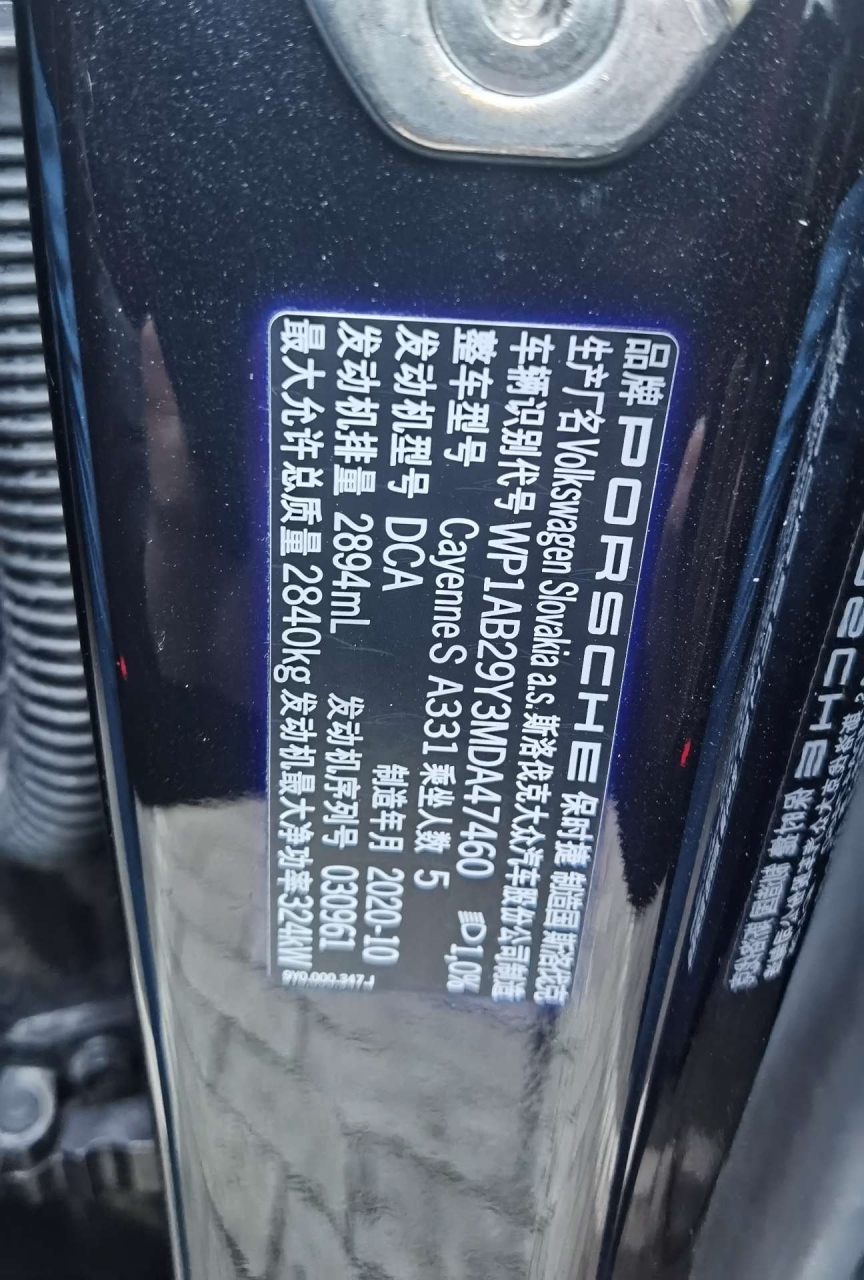 品牌 PORSCHE 保时捷 制造国 斯洛伐克
生产厂名 Volkswagen Slovakia a.s. 斯洛伐克大众汽车股份公司制造
车辆识别代号 WP1AB29Y3MDA47460
整车型号 Cayenne S A331 乘坐人数 5 1,0%
发动机型号 DCA 制造年月 2020-10
发动机排量 2894mL 发动机序列号 030961
最大允许总质量 2840kg 发动机最大净功率 324kW
9Y0.000.347.J